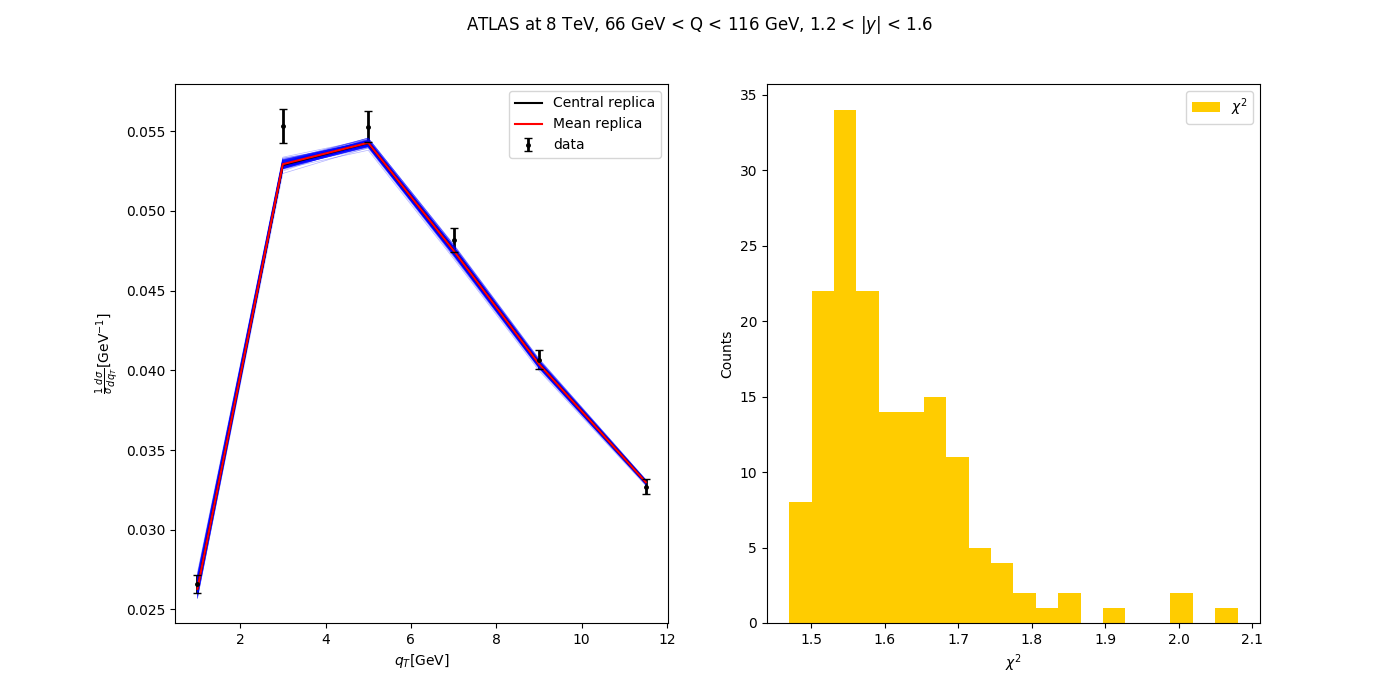 ATLAS at 8 TeV, 66 GeV < Q < 116 GeV, 1.2 < |y| < 1.6
Central replica
Mean replica
data
0.055
0.050
0.045
0.040
0.035
0.030
0.025
1/σ dσ/dq_T [GeV⁻¹]
2 4 6 8 10 12
q_T[GeV]
χ²
35
30
25
20
15
10
5
0
Counts
1.5 1.6 1.7 1.8 1.9 2.0 2.1
χ²